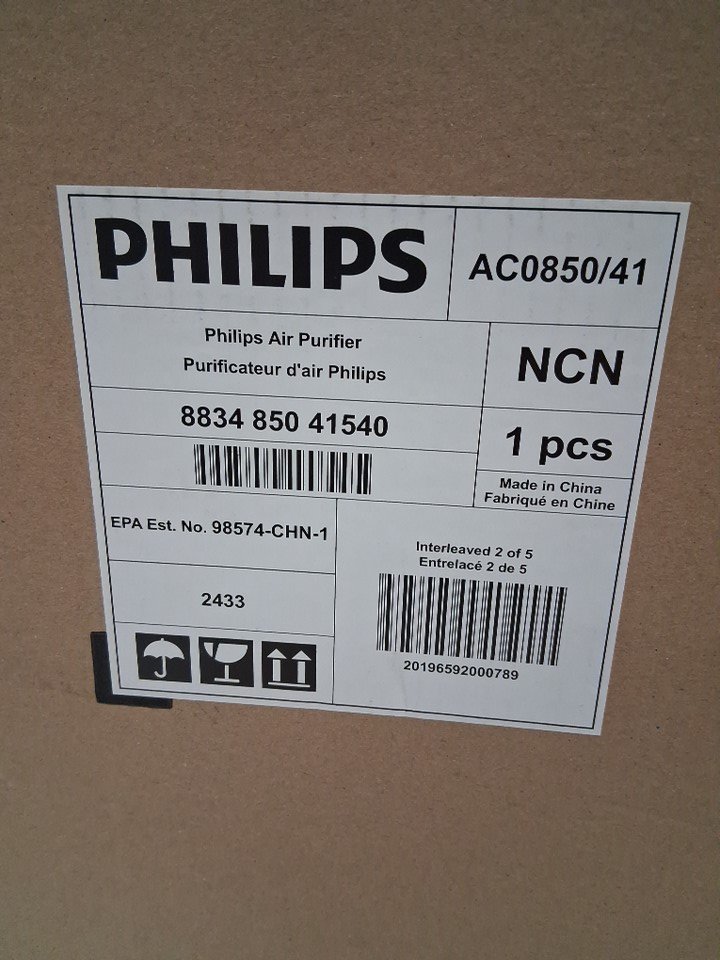 PHILIPS
AC0850/41
Philips Air Purifier
Purificateur d'air Philips
NCN
8834 850 41540
1 pcs
Made in China
Fabriqué en Chine
EPA Est. No. 98574-CHN-1
Interleaved 2 of 5
Entrelacé 2 de 5
2433
20196592000789